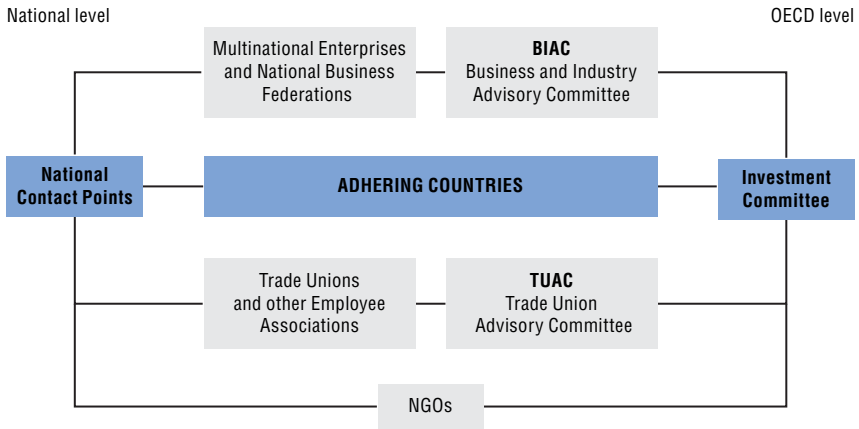 National level
OECD level
Multinational Enterprises
and National Business
Federations
BIAC
Business and Industry
Advisory Committee
National
Contact Points
ADHERING COUNTRIES
Investment
Committee
Trade Unions
and other Employee
Associations
TUAC
Trade Union
Advisory Committee
NGOs